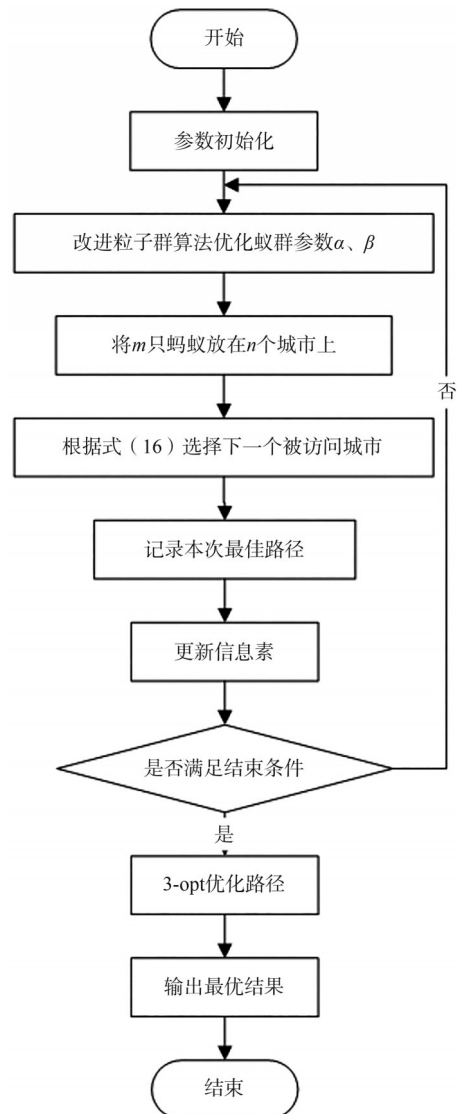 开始
参数初始化
改进粒子群算法优化蚁群参数α、β
将m只蚂蚁放在n个城市上
否
根据式（16）选择下一个被访问城市
记录本次最佳路径
更新信息素
是否满足结束条件
是
3-opt优化路径
输出最优结果
结束